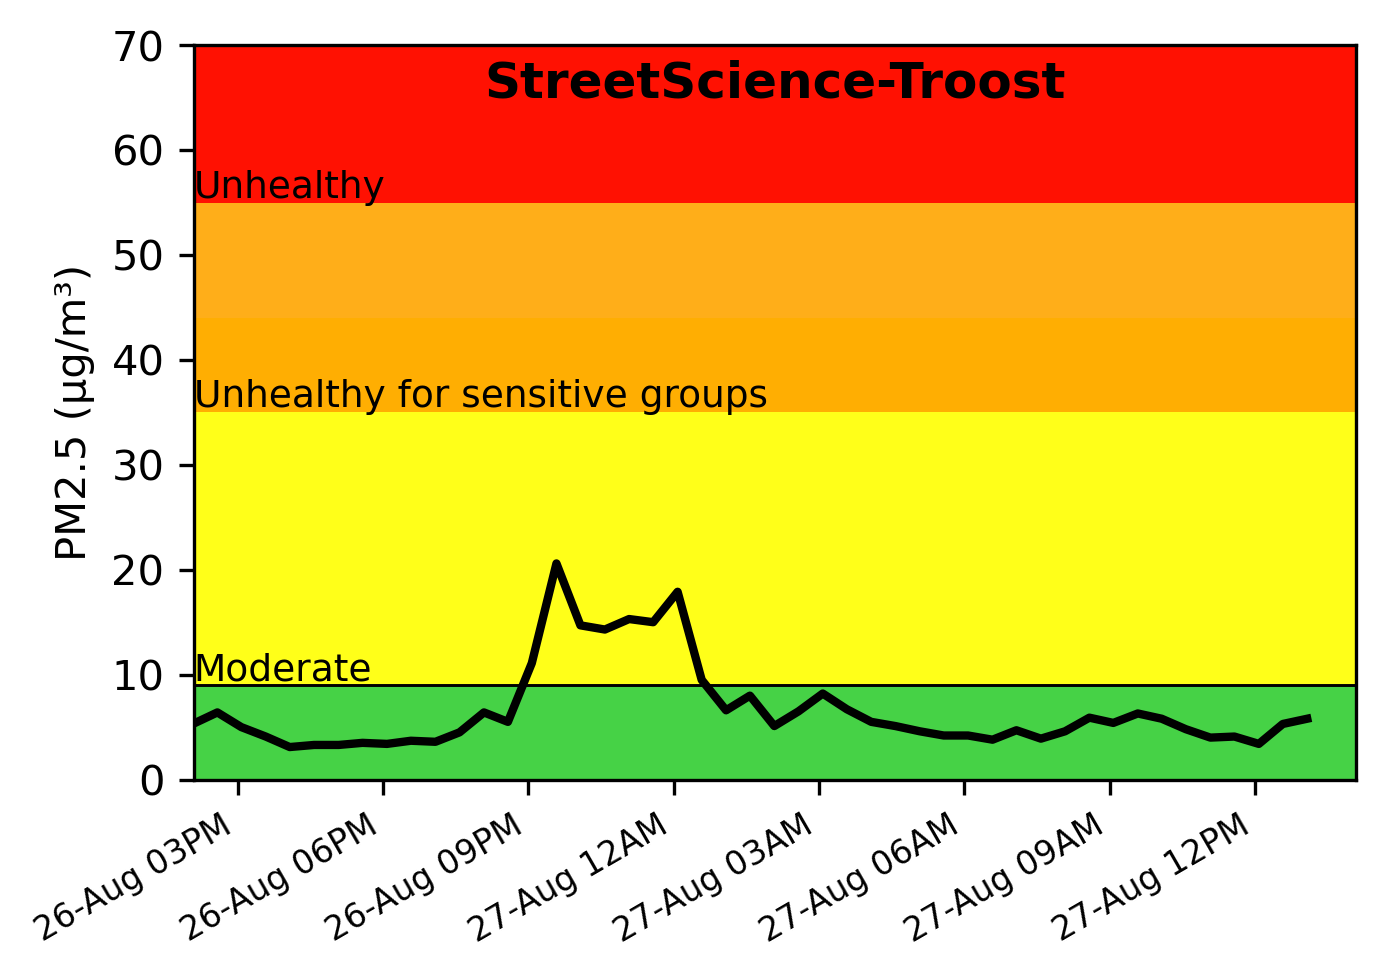 StreetScience-Troost
PM2.5 (µg/m³)
70
60
50
40
30
20
10
0
Unhealthy
Unhealthy for sensitive groups
Moderate
26-Aug 03PM
26-Aug 06PM
26-Aug 09PM
27-Aug 12AM
27-Aug 03AM
27-Aug 06AM
27-Aug 09AM
27-Aug 12PM